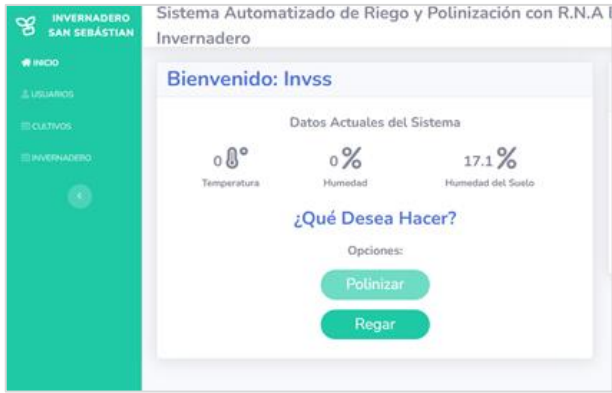 INVERNADERO
SAN SEBÁSTIAN
INICIO
USUARIOS
CULTIVOS
INVERNADERO
Sistema Automatizado de Riego y Polinización con R.N.A
Invernadero
Bienvenido: Invss
Datos Actuales del Sistema
0 ° 0 % 17.1 %
Temperatura Humedad Humedad del Suelo
¿Qué Desea Hacer?
Opciones:
Polinizar
Regar